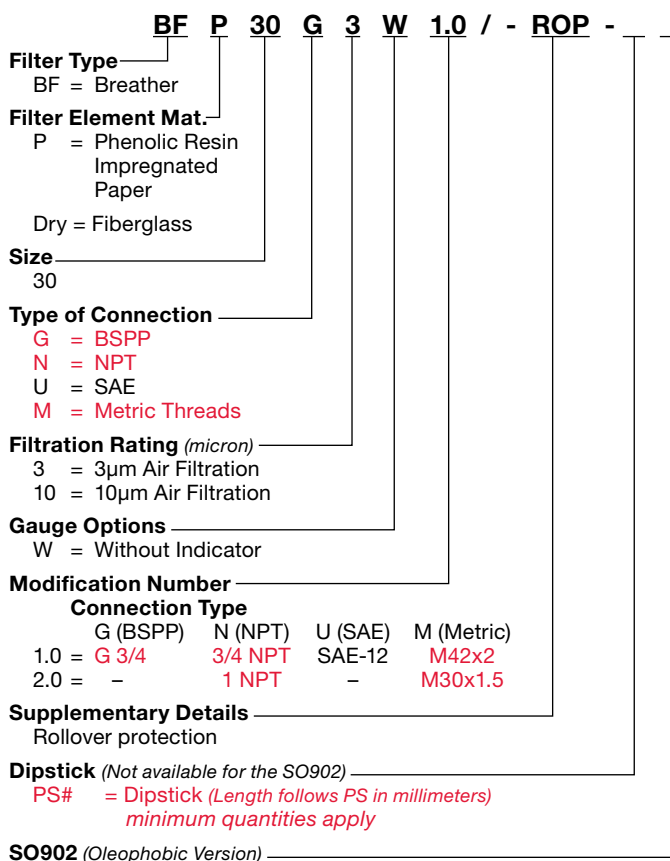 BF P 30 G 3 W 1.0 / - ROP -
Filter Type
BF = Breather
Filter Element Mat.
P = Phenolic Resin
Impregnated
Paper
Dry = Fiberglass
Size
30
Type of Connection
G = BSPP
N = NPT
U = SAE
M = Metric Threads
Filtration Rating (micron)
3 = 3µm Air Filtration
10 = 10µm Air Filtration
Gauge Options
W = Without Indicator
Modification Number
Connection Type
G (BSPP) N (NPT) U (SAE) M (Metric)
1.0 = G 3/4 3/4 NPT SAE-12 M42x2
2.0 = – 1 NPT – M30x1.5
Supplementary Details
Rollover protection
Dipstick (Not available for the SO902)
PS# = Dipstick (Length follows PS in millimeters)
minimum quantities apply
SO902 (Oleophobic Version)